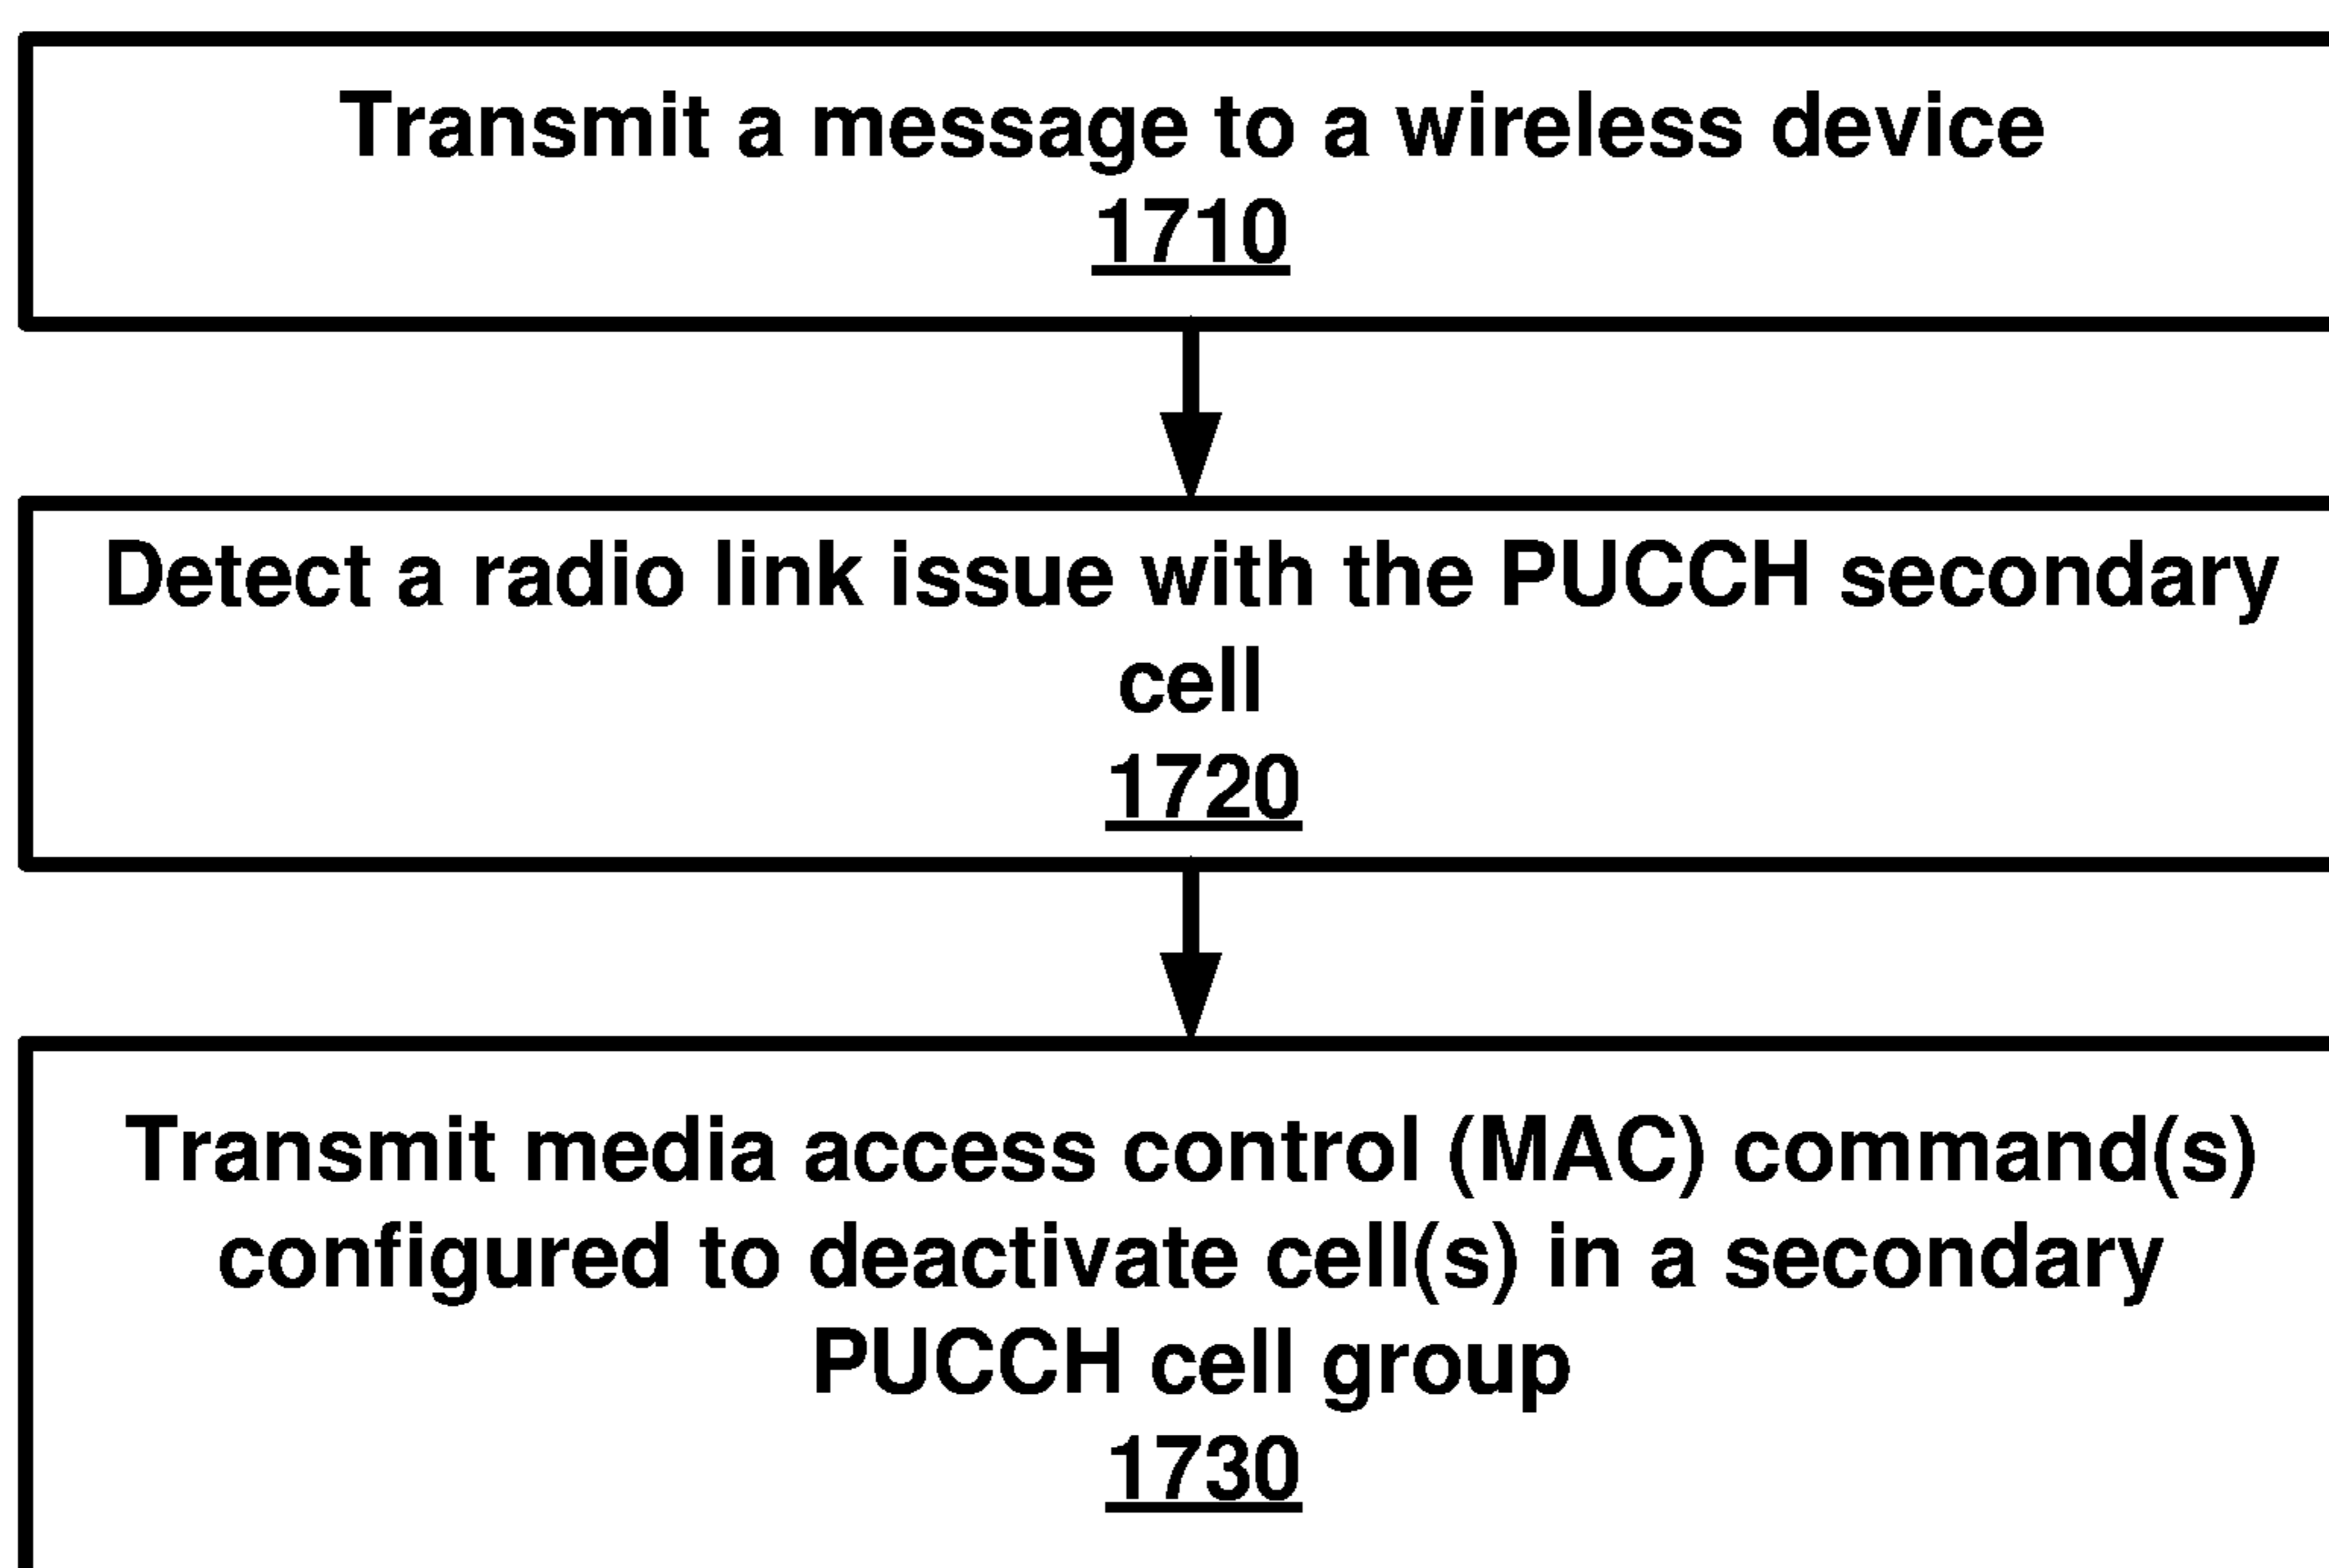 Transmit a message to a wireless device
1710
Detect a radio link issue with the PUCCH secondary
cell
1720
Transmit media access control (MAC) command(s)
configured to deactivate cell(s) in a secondary
PUCCH cell group
1730